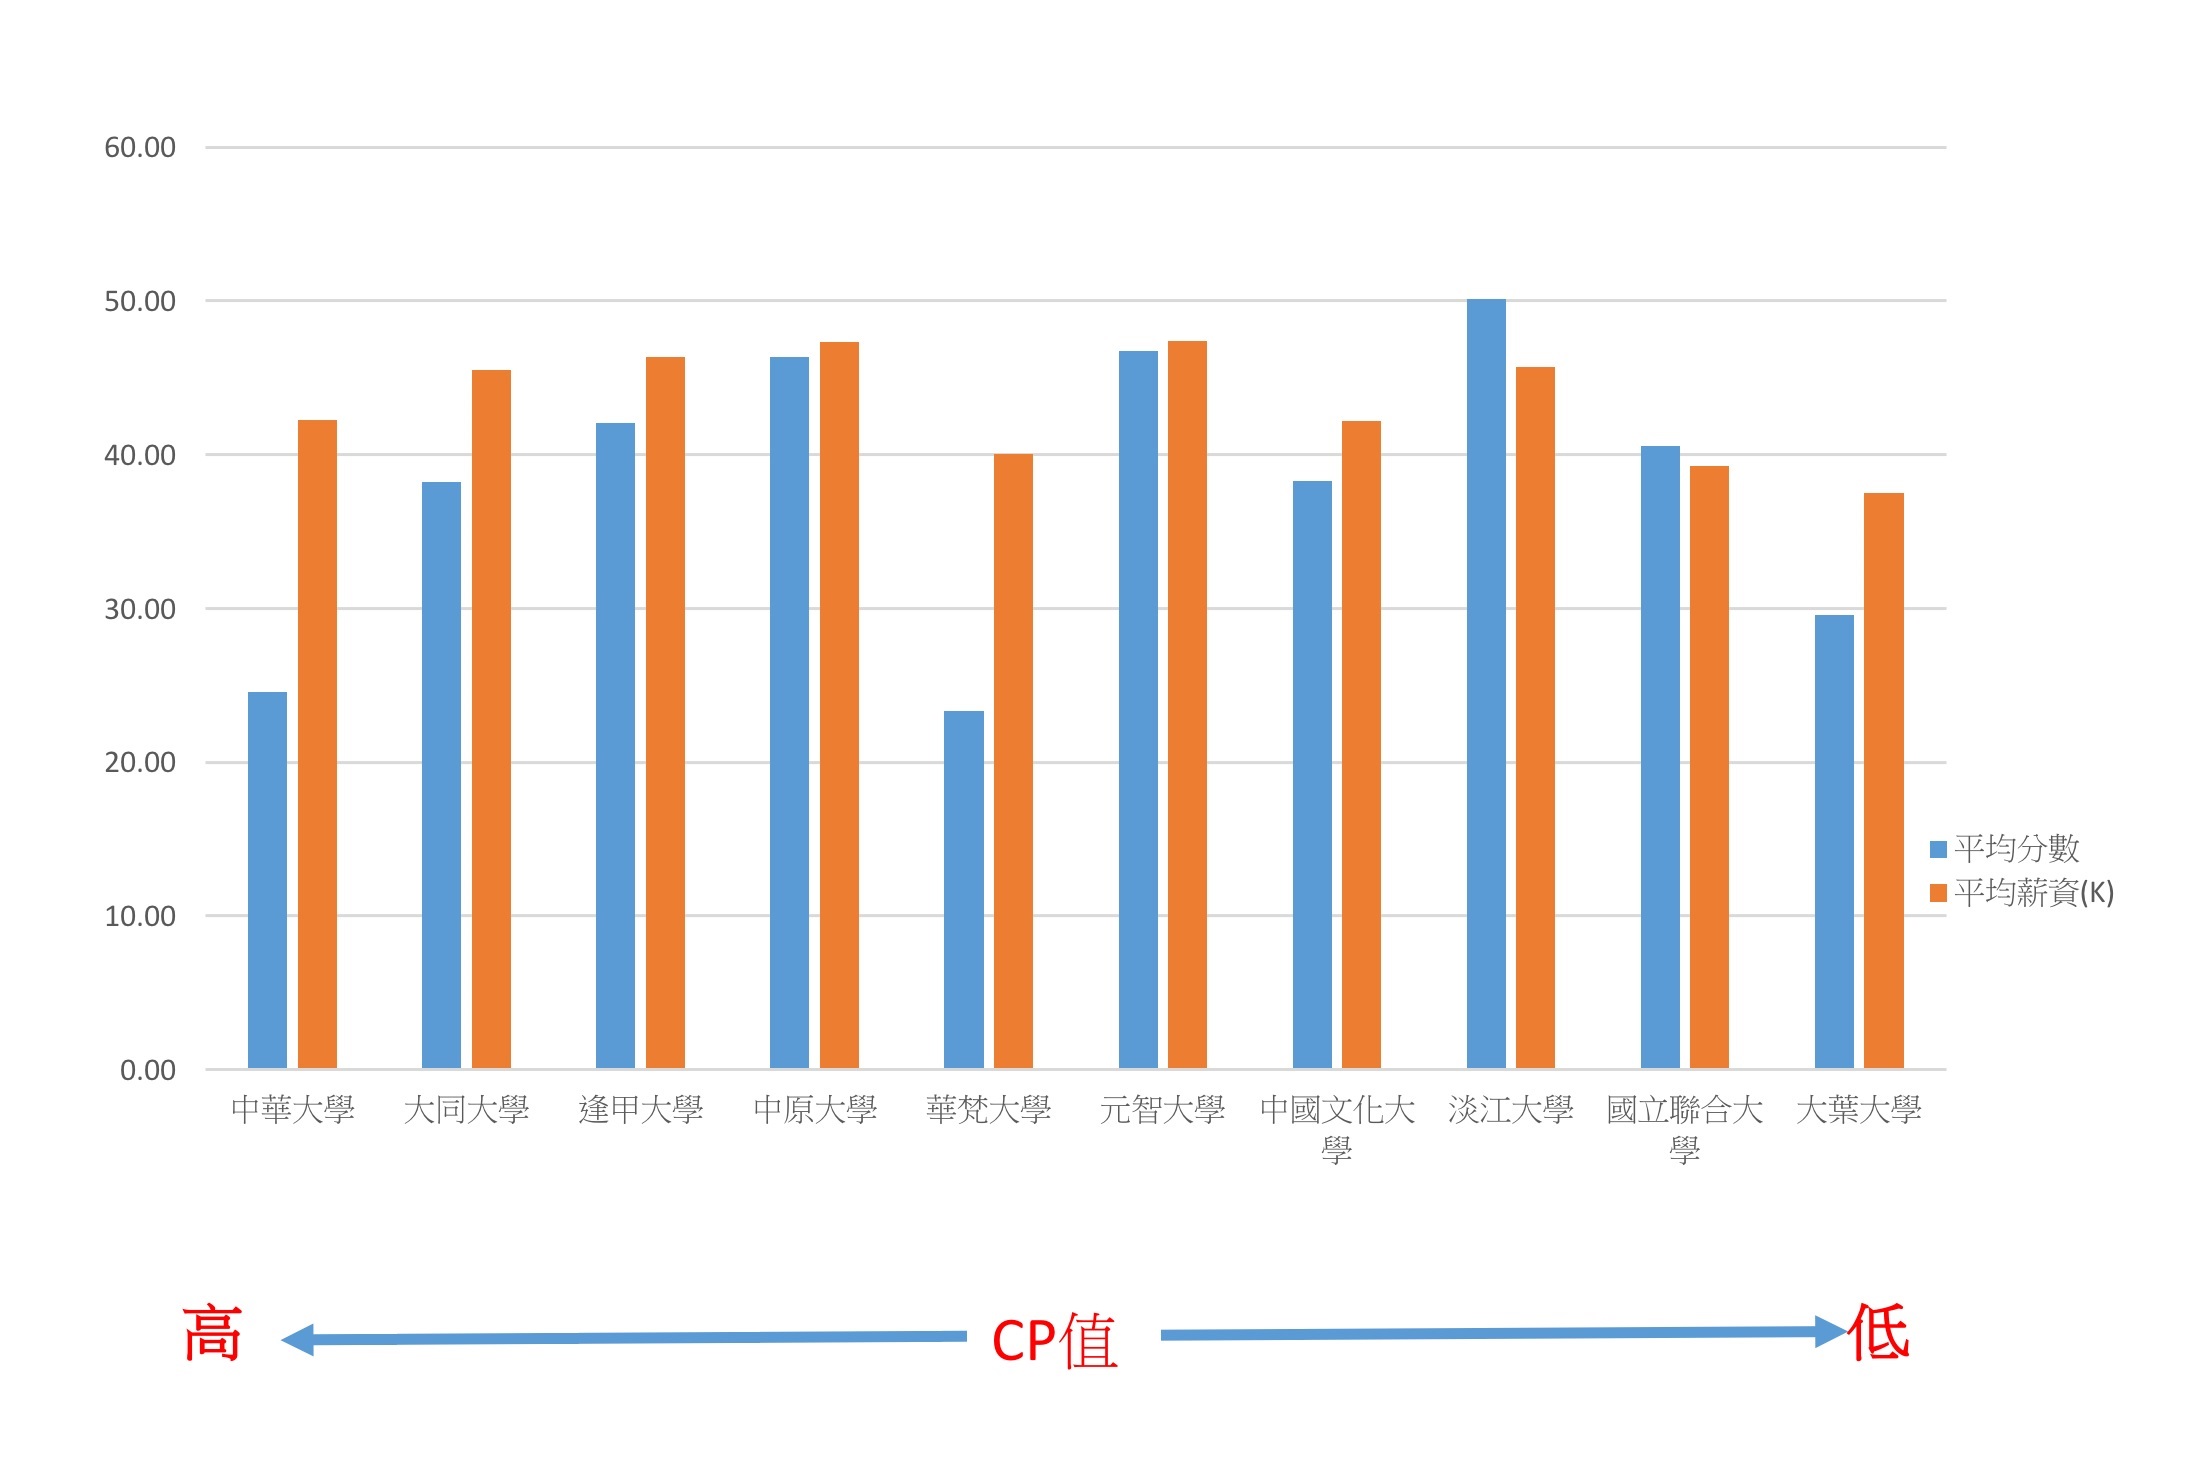 60.00
50.00
40.00
30.00
20.00
10.00
0.00
平均分數
平均薪資(K)
中華大學
大同大學
逢甲大學
中原大學
華梵大學
元智大學
中國文化大
學
淡江大學
國立聯合大
學
大葉大學
高
CP值
低